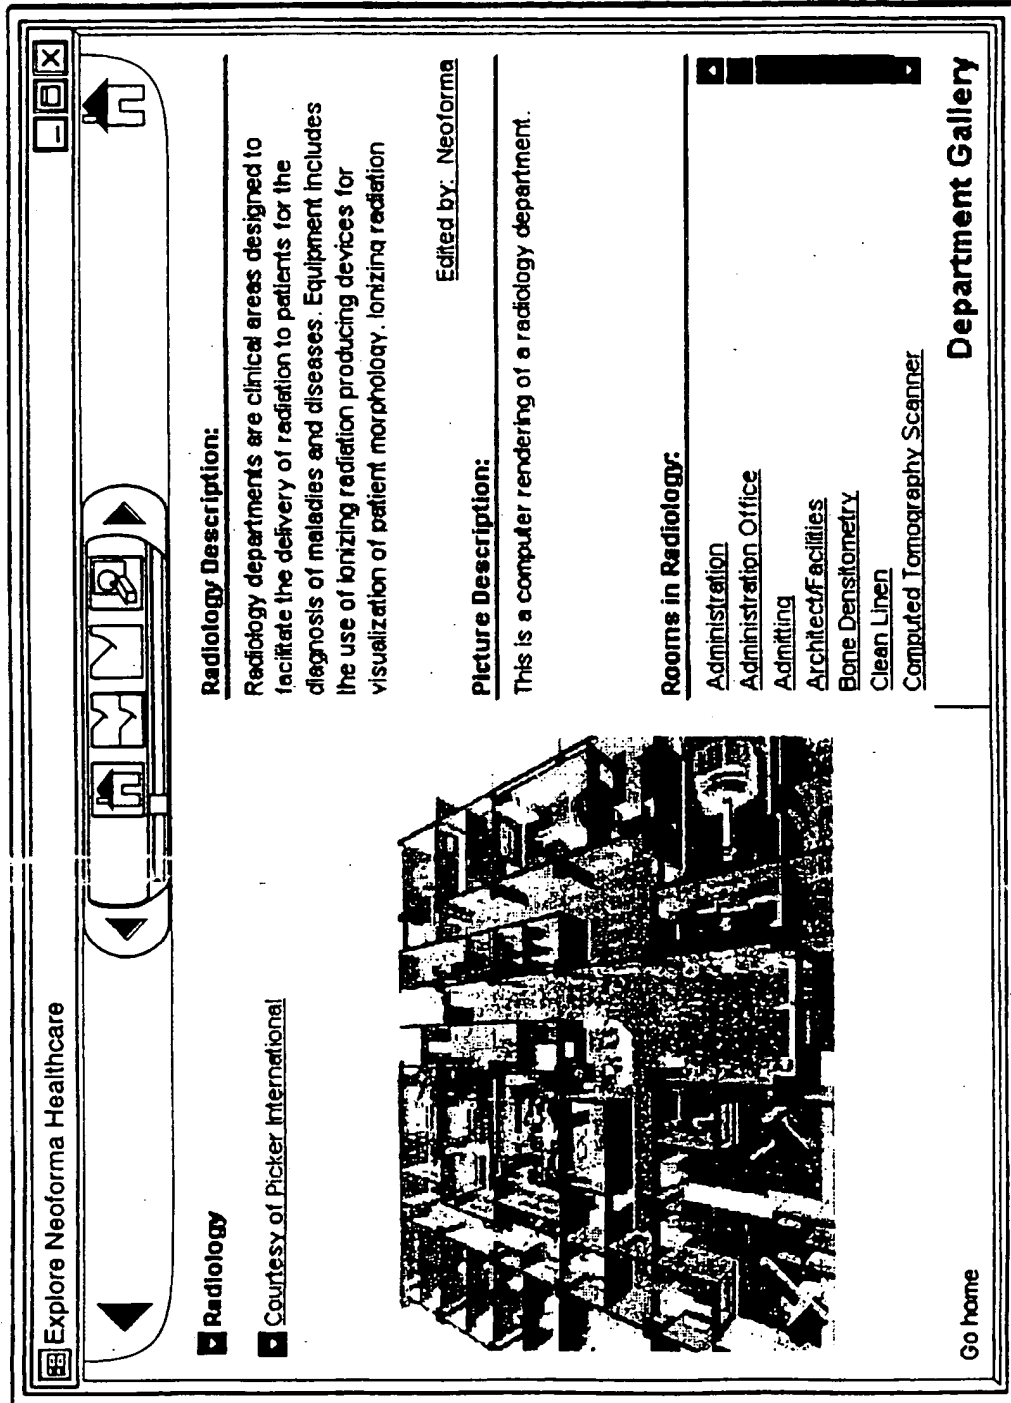 Explore Neoforma Healthcare
Radiology
Courtesy of Picker International
Radiology Description:
Radiology departments are clinical areas designed to
facilitate the delivery of radiation to patients for the
diagnosis of maladies and diseases. Equipment includes
the use of ionizing radiation producing devices for
visualization of patient morphology. Ionizing radiation
Edited by: Neoforma
Picture Description:
This is a computer rendering of a radiology department.
Rooms in Radiology:
Administration
Administration Office
Admitting
Architect/Facilities
Bone Densitometry
Clean Linen
Computed Tomography Scanner
Go home
Department Gallery